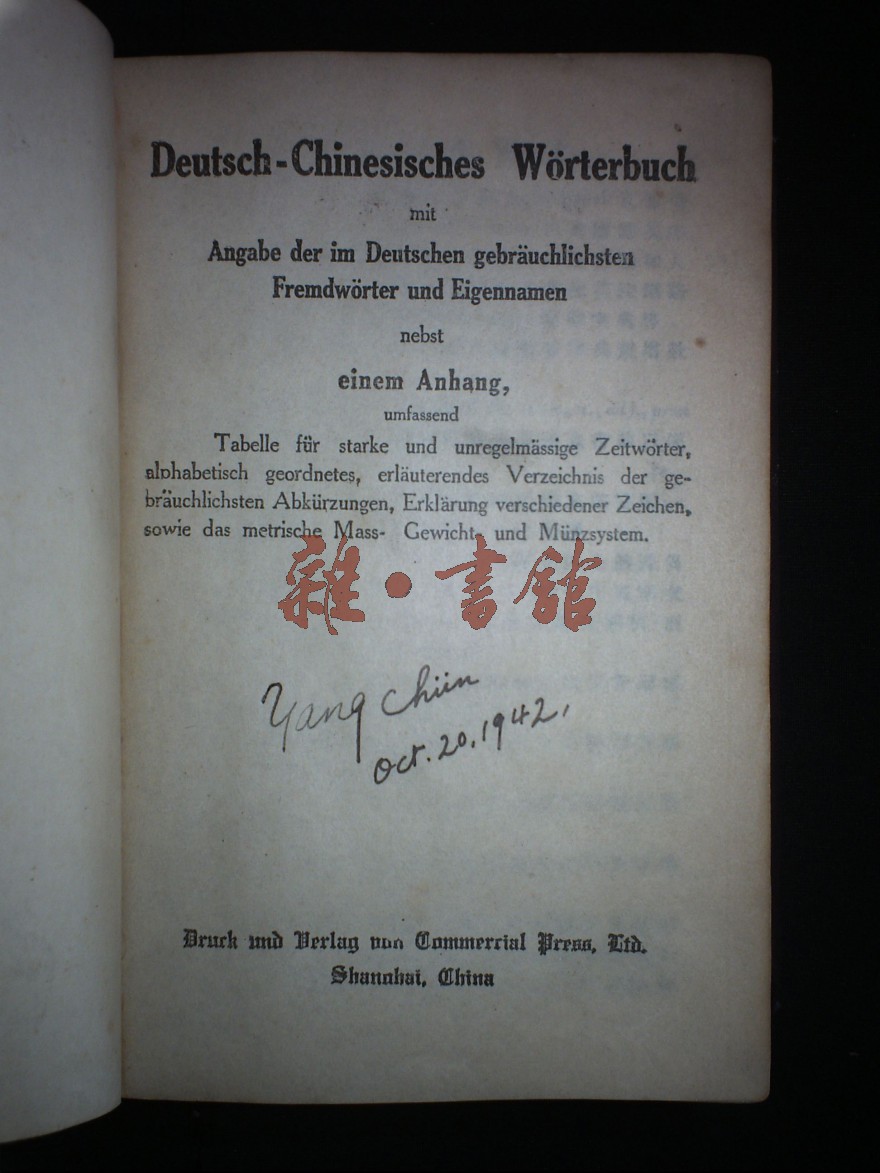 Deutsch-Chinesisches Wörterbuch
mit
Angabe der im Deutschen gebräuchlichsten
Fremdwörter und Eigennamen
nebst
einem Anhang,
umfassend
Tabelle für starke und unregelmässige Zeitwörter,
alphabetisch geordnetes, erläuterendes Verzeichnis der ge-
bräuchlichsten Abkürzungen, Erklärung verschiedener Zeichen,
sowie das metrische Mass- Gewicht- und Münzsystem.
雜·書館
Yang Chün
Oct. 20, 1942,
Druck und Verlag von Commercial Press, Ltd.
Shanghai, China